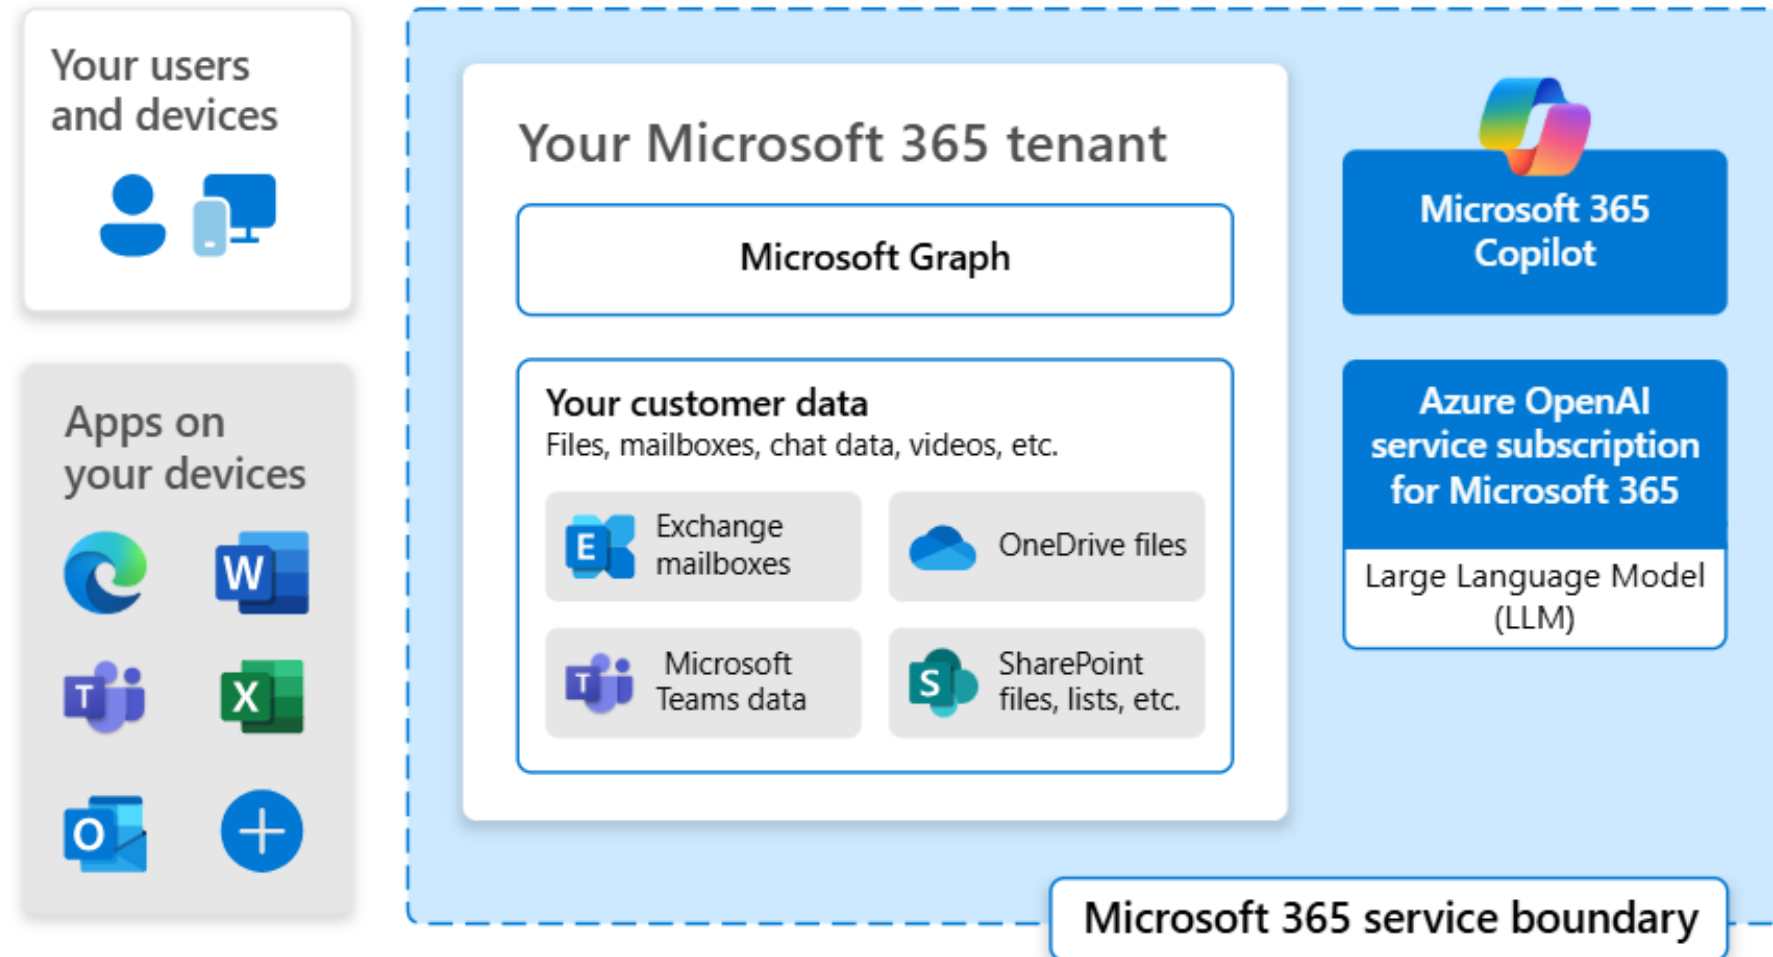 Your users
and devices
Apps on
your devices
W
T
X
O
Your Microsoft 365 tenant
Microsoft Graph
Your customer data
Files, mailboxes, chat data, videos, etc.
E
Exchange
mailboxes
OneDrive files
T
Microsoft
Teams data
S
SharePoint
files, lists, etc.
Microsoft 365
Copilot
Azure OpenAI
service subscription
for Microsoft 365
Large Language Model
(LLM)
Microsoft 365 service boundary